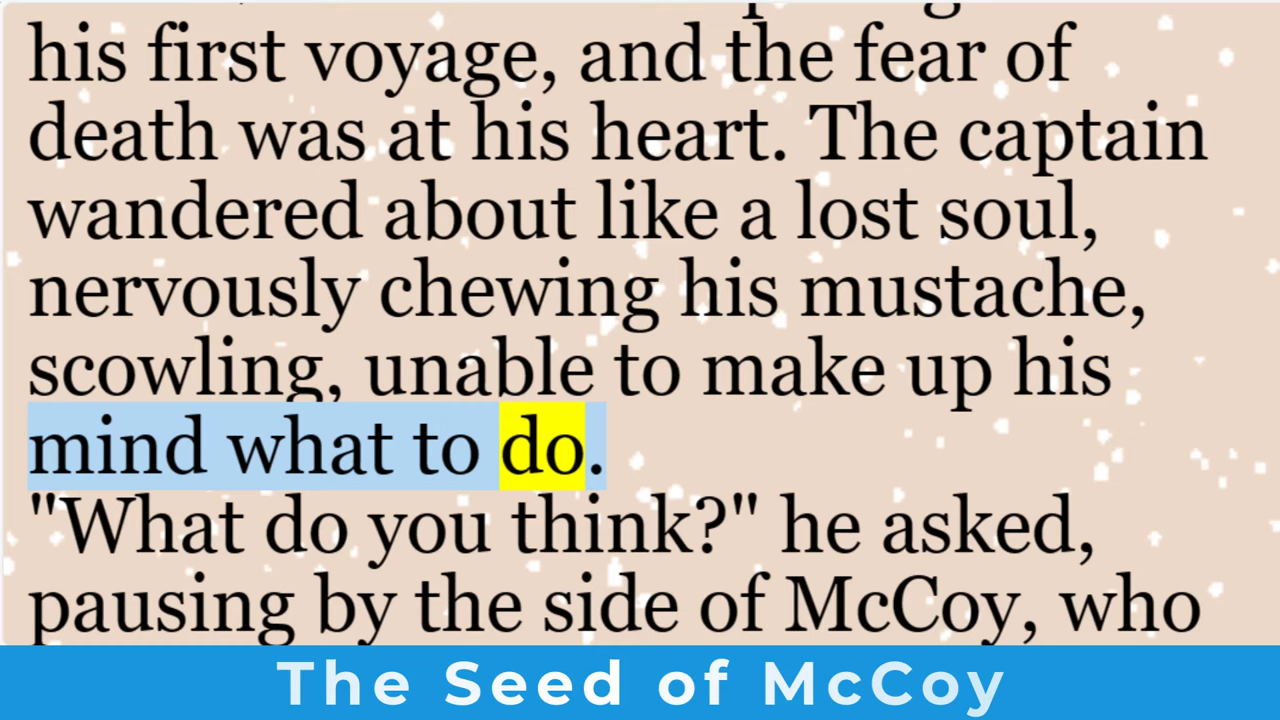 his first voyage, and the fear of
death was at his heart. The captain
wandered about like a lost soul,
nervously chewing his mustache,
scowling, unable to make up his
mind what to do.
"What do you think?" he asked,
pausing by the side of McCoy, who
The Seed of McCoy